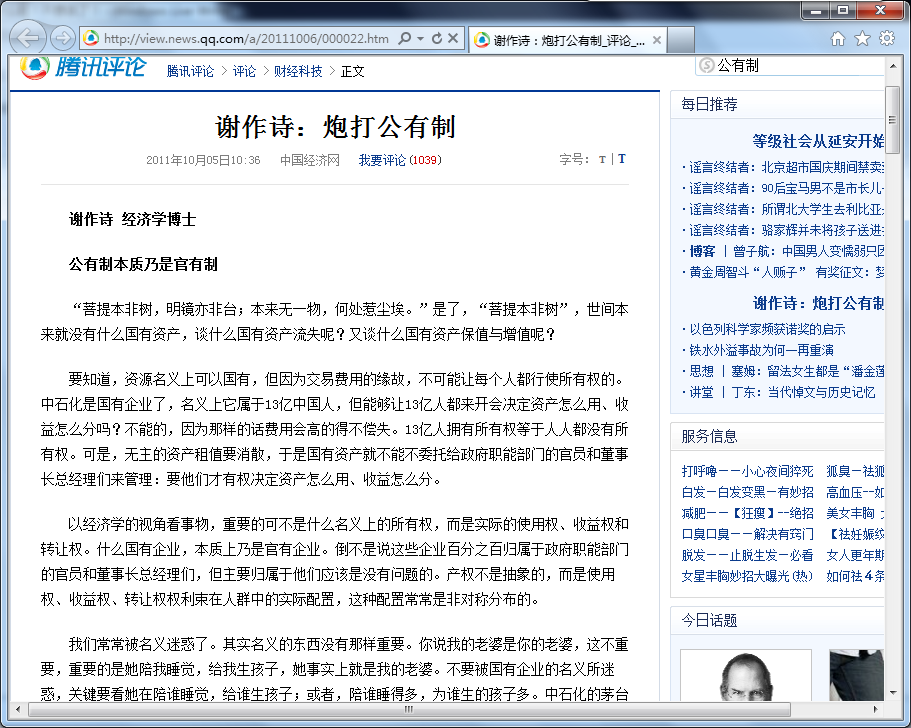 http://view.news.qq.com/a/20111006/000022.htm
谢作诗：炮打公有制_评论_...
腾讯评论
腾讯评论 > 评论 > 财经科技 > 正文
公有制
谢作诗：炮打公有制
2011年10月05日10:36 中国经济网 我要评论(1039) 字号：T|T
谢作诗 经济学博士
公有制本质乃是官有制
“菩提本非树，明镜亦非台；本来无一物，何处惹尘埃。”是了，“菩提本非树”，世间本
来就没有什么国有资产，谈什么国有资产流失呢？又谈什么国有资产保值与增值呢？
要知道，资源名义上可以国有，但因为交易费用的缘故，不可能让每个人都行使所有权的。
中石化是国有企业了，名义上它属于13亿中国人，但能够让13亿人都来开会决定资产怎么用、收
益怎么分吗？不能的，因为那样的话费用会高的得不偿失。13亿人拥有所有权等于人人都没有所
有权。可是，无主的资产租值要消散，于是国有资产就不能不委托给政府职能部门的官员和董事
长总经理们来管理：要他们才有权决定资产怎么用、收益怎么分。
以经济学的视角看事物，重要的可不是什么名义上的所有权，而是实际的使用权、收益权和
转让权。什么国有企业，本质上乃是官有企业。倒不是说这些企业百分之百归属于政府职能部门
的官员和董事长总经理们，但主要归属于他们应该是没有问题的。产权不是抽象的，而是使用
权、收益权、转让权权利束在人群中的实际配置，这种配置常常是非对称分布的。
我们常常被名义迷惑了。其实名义的东西没有那样重要。你说我的老婆是你的老婆，这不重
要，重要的是她陪我睡觉，给我生孩子，她事实上就是我的老婆。不要被国有企业的名义所迷
惑，关键要看她在陪谁睡觉，给谁生孩子；或者，陪谁睡得多，为谁生的孩子多。中石化的茅台
每日推荐
等级社会从延安开始
·谣言终结者：北京超市国庆期间禁卖
·谣言终结者：90后宝马男不是市长儿
·谣言终结者：所谓北大学生去利比亚
·谣言终结者：骆家辉并未将孩子送进
·博客 | 曾子航：中国男人变懦弱只因
·黄金周智斗“人贩子” 有奖征文：梦
谢作诗：炮打公有制
·以色列科学家频获诺奖的启示
·铁水外溢事故为何一再重演
·思想 | 塞姆：留法女生都是“潘金莲
·讲堂 | 丁东：当代悼文与历史记忆
服务信息
打呼噜－－小心夜间猝死 狐臭－祛狐
白发－白发变黑－有妙招 高血压--如
减肥－－【狂瘦】--绝招 美女丰胸
口臭口臭－－解决有窍门 【祛妊娠纹
脱发－－止脱生发－必看 女人更年期
女星丰胸妙招大曝光(热) 如何祛4条
今日话题